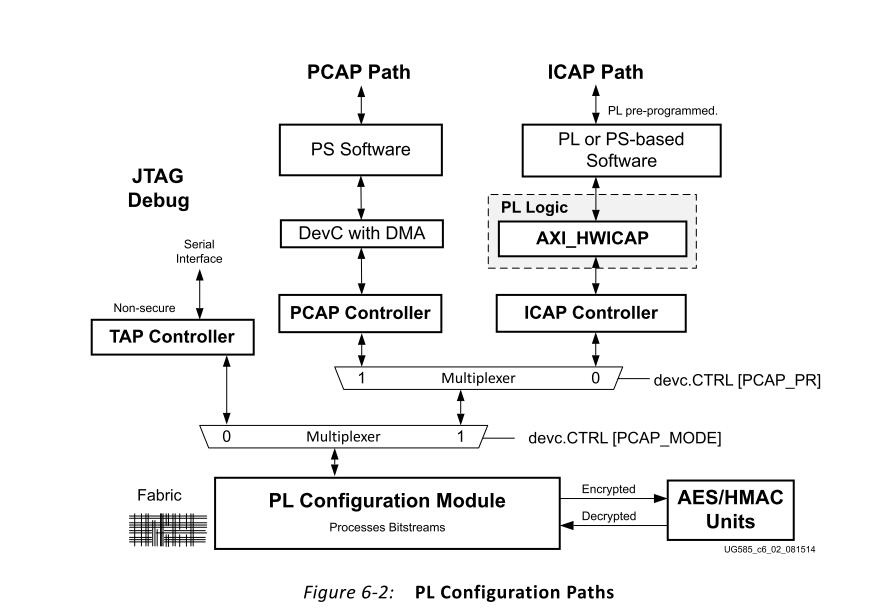 PCAP Path
ICAP Path
PL pre-programmed.
PS Software
PL or PS-based
Software
JTAG
Debug
PL Logic
DevC with DMA
AXI_HWICAP
Serial
Interface
Non-secure
PCAP Controller
ICAP Controller
TAP Controller
1 Multiplexer 0
devc.CTRL [PCAP_PR]
0 Multiplexer 1
devc.CTRL [PCAP_MODE]
Fabric
PL Configuration Module
Processes Bitstreams
Encrypted
Decrypted
AES/HMAC
Units
UG585_c6_02_081514
Figure 6-2: PL Configuration Paths